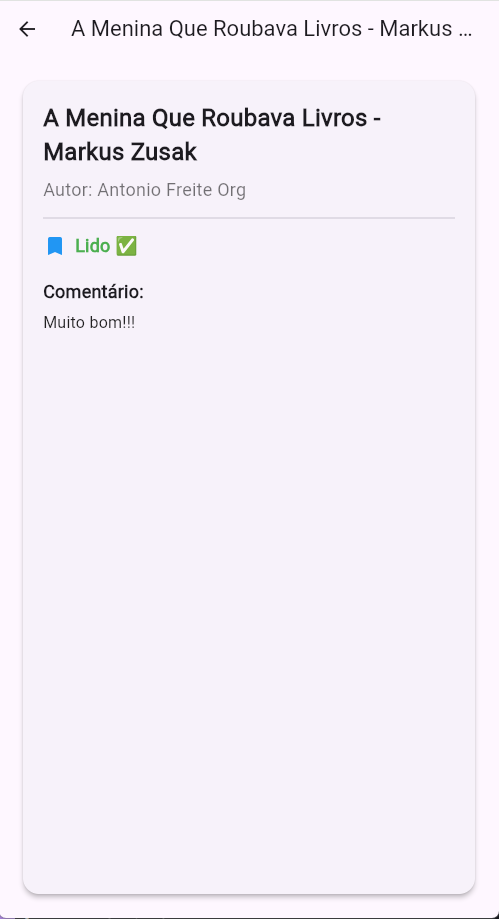 A Menina Que Roubava Livros - Markus ...
A Menina Que Roubava Livros -
Markus Zusak
Autor: Antonio Freite Org
Lido ✅
Comentário:
Muito bom!!!